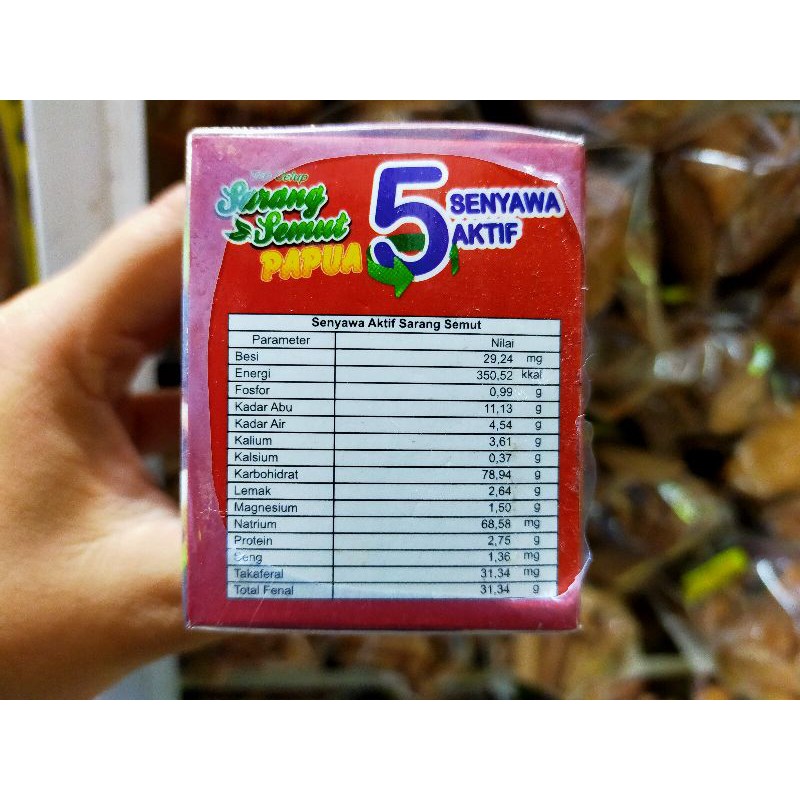 Sarang
Semut
PAPUA
5 SENYAWA
AKTIF
Senyawa Aktif Sarang Semut
Parameter Nilai
Besi 29,24 mg
Energi 350,52 kkal
Fosfor 0,99 g
Kadar Abu 11,13 g
Kadar Air 4,54 g
Kalium 3,61 g
Kalsium 0,37 g
Karbohidrat 78,94 g
Lemak 2,64 g
Magnesium 1,50 g
Natrium 68,58 mg
Protein 2,75 g
Seng 1,36 mg
Takaferal 31,34 mg
Total Fenal 31,34 g